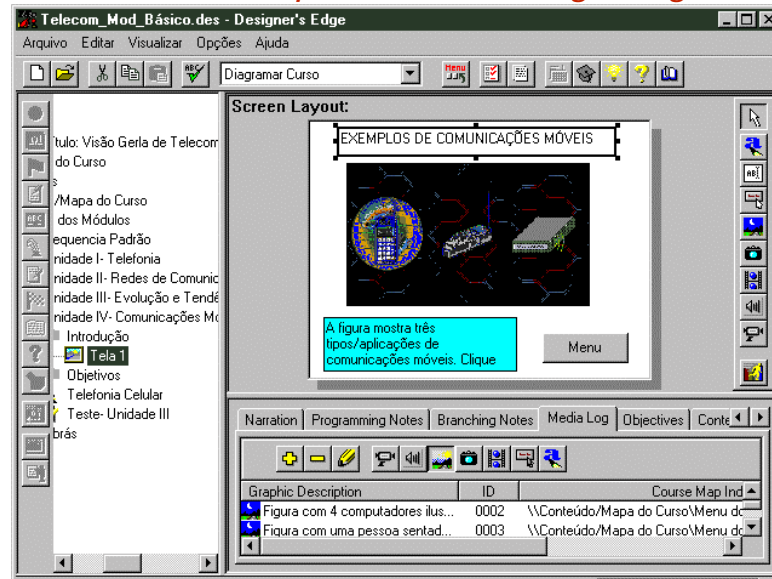 Telecom_Mod_Básico.des - Designer's Edge
Arquivo Editar Visualizar Opções Ajuda
Diagramar Curso
Menu
Screen Layout:
EXEMPLOS DE COMUNICAÇÕES MÓVEIS
ítulo: Visão Gerla de Telecom
do Curso
s
/Mapa do Curso
dos Módulos
equencia Padrão
nidade I- Telefonia
nidade II- Redes de Comunic
nidade III- Evolução e Tendê
nidade IV- Comunicações Mó
Introdução
Tela 1
Objetivos
Telefonia Celular
Teste- Unidade III
brás
A figura mostra três
tipos/aplicações de
comunicações móveis. Clique
Menu
Narration Programming Notes Branching Notes Media Log Objectives Conte
Graphic Description ID Course Map Ind
Figura com 4 computadores ilus... 0002 \\Conteúdo/Mapa do Curso\Menu do
Figura com uma pessoa sentad... 0003 \\Conteúdo/Mapa do Curso\Menu do